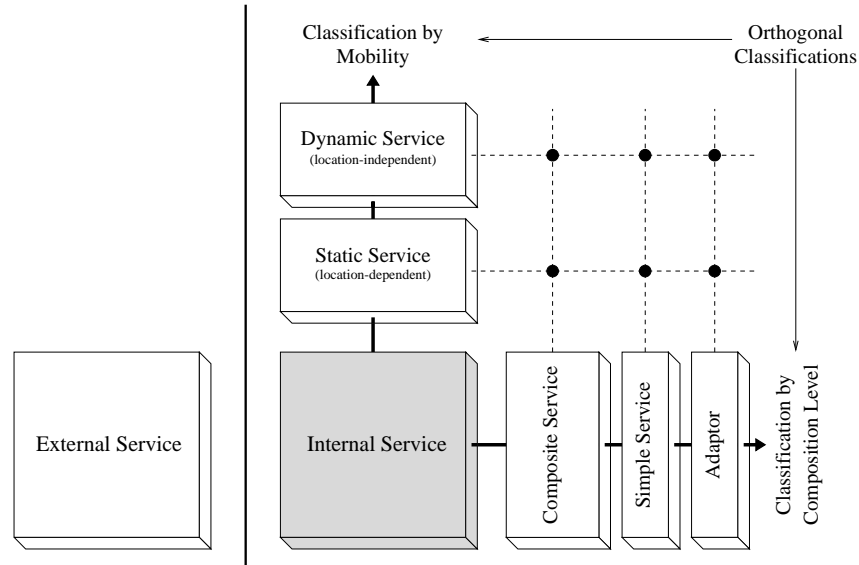 Classification by
Mobility
Orthogonal
Classifications
Dynamic Service
(location-independent)
Static Service
(location-dependent)
External Service
Internal Service
Composite Service
Simple Service
Adaptor
Classification by
Composition Level